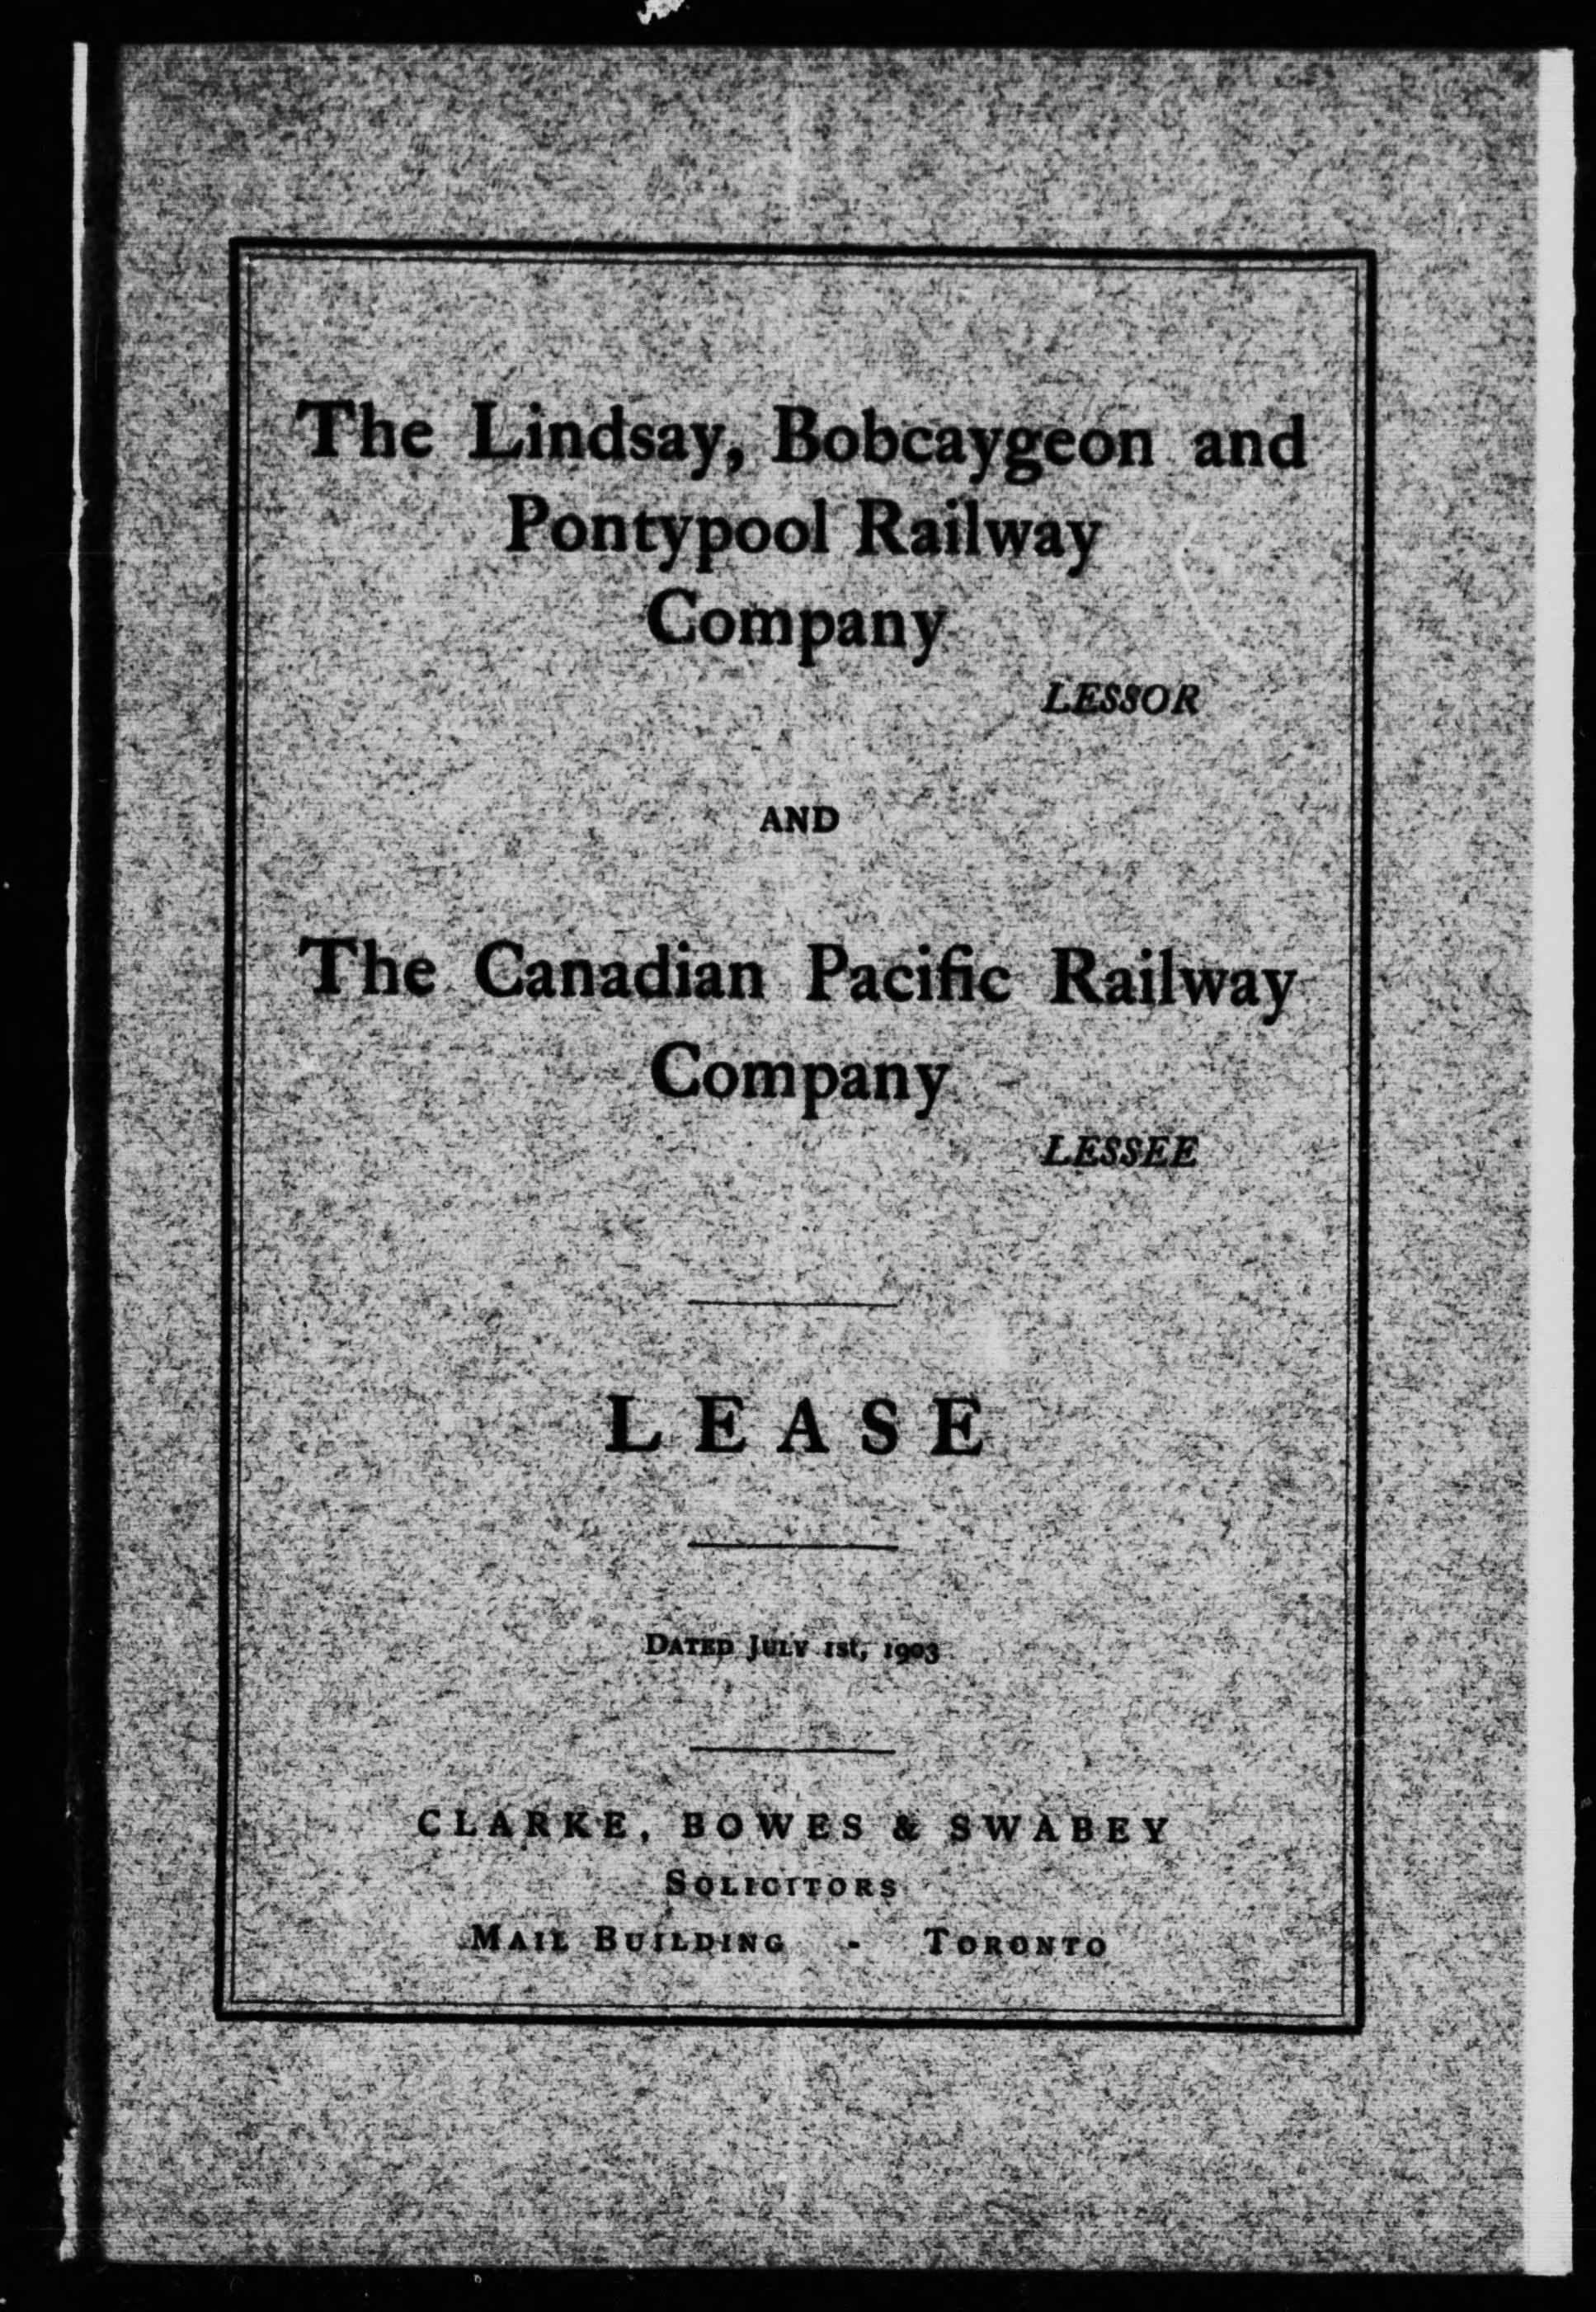 The Lindsay, Bobcaygeon and
Pontypool Railway
Company
LESSOR
AND
The Canadian Pacific Railway
Company
LESSEE
LEASE
DATED JULY 1st, 1903
CLARKE, BOWES & SWABEY
SOLICITORS
MAIL BUILDING - TORONTO